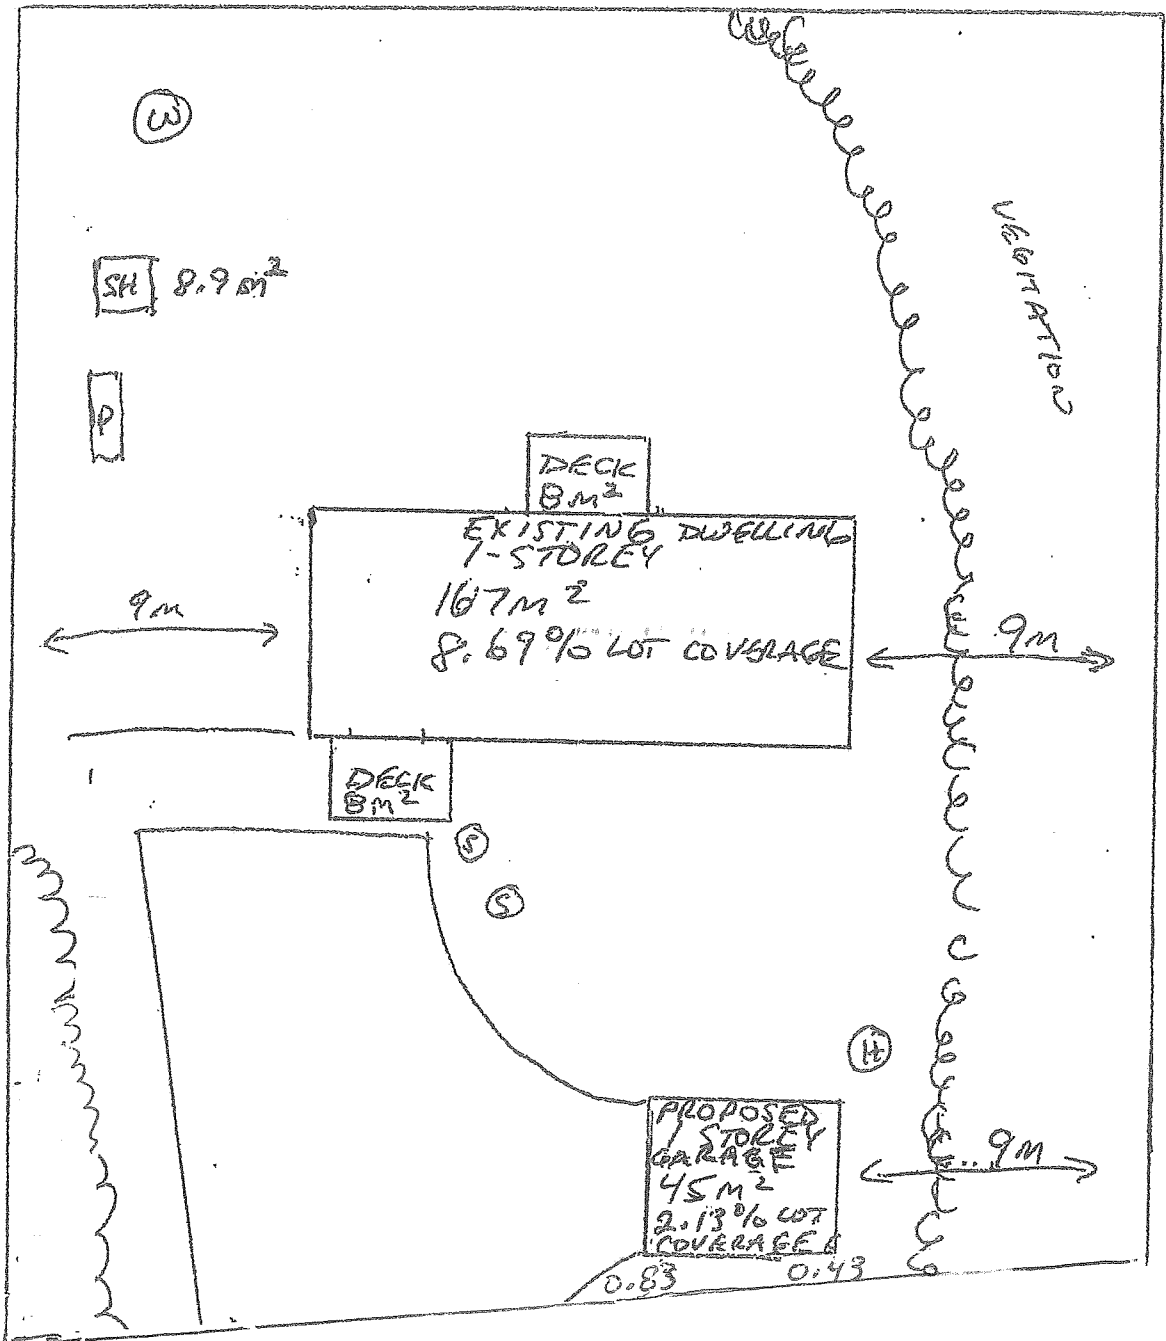 W
SH 8.9 m²
VEGITATION
P
DECK
8m²
EXISTING DWELLING
1-STOREY
167m²
8.69% LOT COVERAGE
9m
9m
DECK
8m²
S
S
H
PROPOSED
1 STOREY
GARAGE
45m²
2.13% LOT
COVERAGE
9m
0.83
0.43